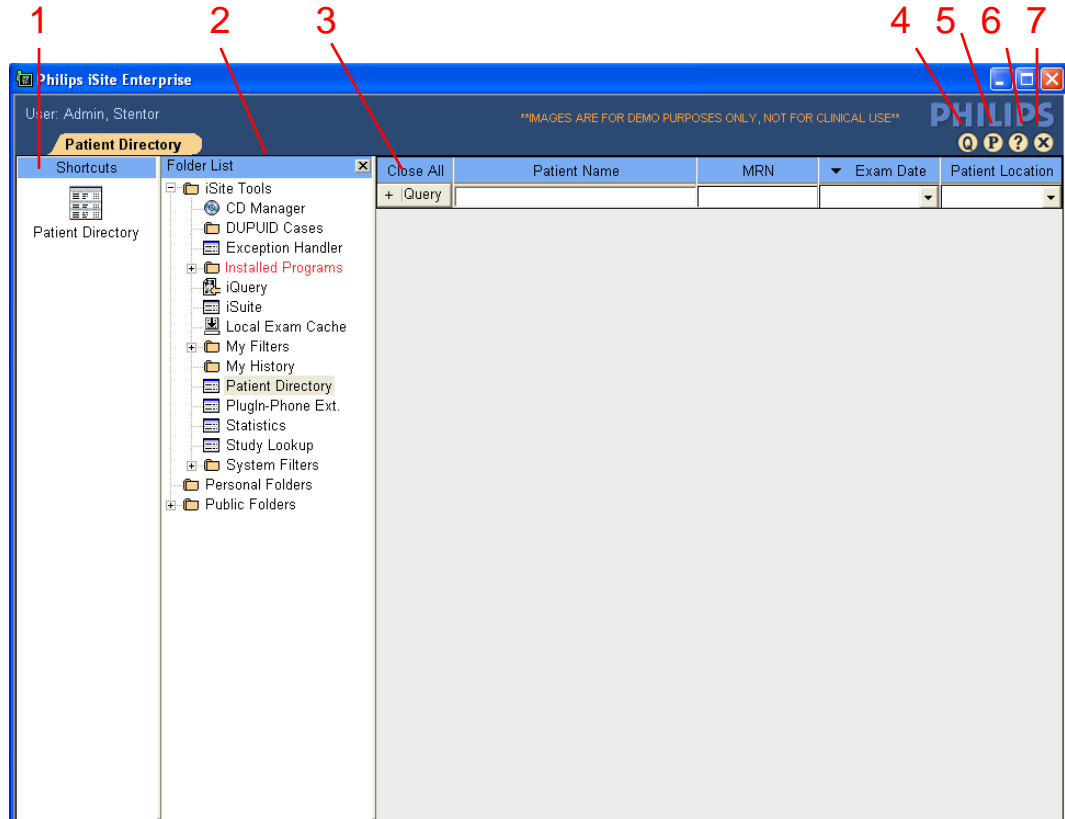 1 2 3 4 5 6 7
Philips iSite Enterprise
User: Admin, Stentor
**IMAGES ARE FOR DEMO PURPOSES ONLY, NOT FOR CLINICAL USE**
PHILIPS
Patient Directory
Q P ? X
Shortcuts
Patient Directory
Folder List
iSite Tools
CD Manager
DUPUID Cases
Exception Handler
Installed Programs
iQuery
iSuite
Local Exam Cache
My Filters
My History
Patient Directory
PlugIn-Phone Ext.
Statistics
Study Lookup
System Filters
Personal Folders
Public Folders
Close All Patient Name MRN Exam Date Patient Location
+ |Query